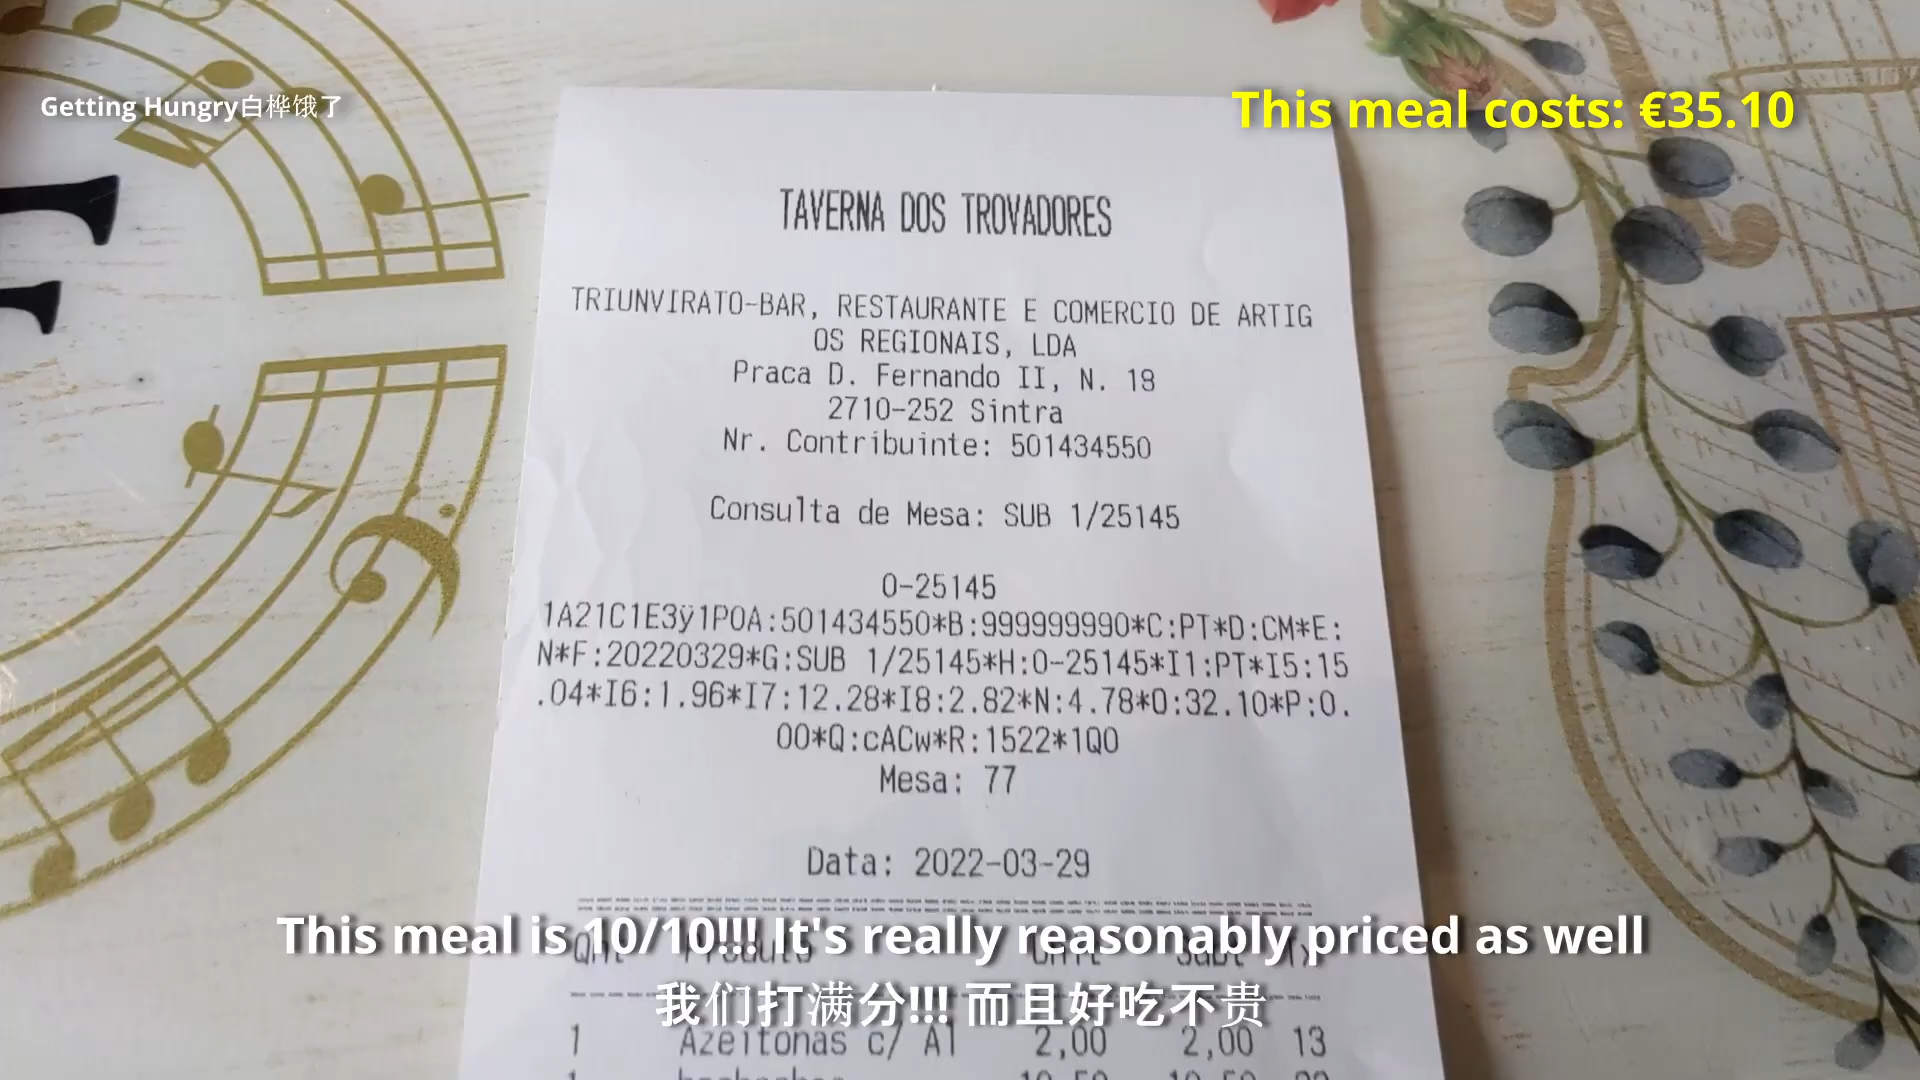 Getting Hungry白桦饿了
This meal costs: €35.10
TAVERNA DOS TROVADORES
TRIUNVIRATO-BAR, RESTAURANTE E COMERCIO DE ARTIG
OS REGIONAIS, LDA
Praca D. Fernando II, N. 18
2710-252 Sintra
Nr. Contribuinte: 501434550
Consulta de Mesa: SUB 1/25145
O-25145
1A21C1E3ÿ1P0A:501434550*B:999999990*C:PT*D:CM*E:
N*F:20220329*G:SUB 1/25145*H:0-25145*I1:PT*I5:15
.04*I6:1.96*I7:12.28*I8:2.82*N:4.78*O:32.10*P:0.
00*Q:cACw*R:1522*1Q0
Mesa: 77
Data: 2022-03-29
This meal is 10/10!!! It's really reasonably priced as well
我们打满分!!! 而且好吃不贵
1 Azeitonas c/ Al 2,00 2,00 13